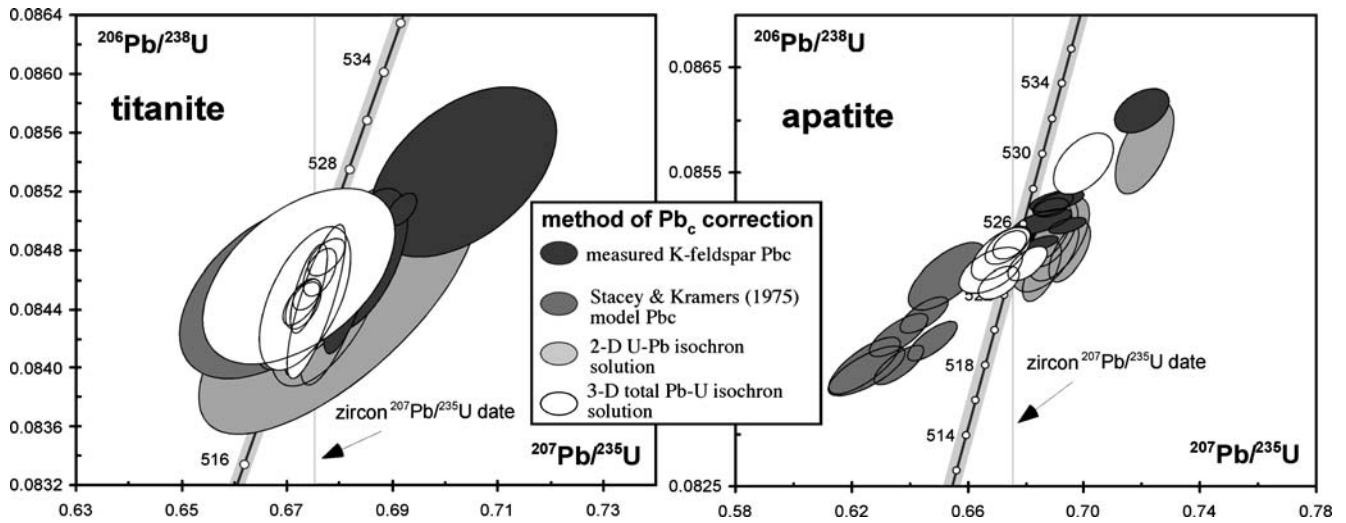 0.0864
0.0860
0.0856
0.0852
0.0848
0.0844
0.0840
0.0836
0.0832
0.63
0.65
0.67
0.69
0.71
0.73
206Pb/238U
titanite
534
528
516
zircon 207Pb/235U date
207Pb/235U
method of Pbc correction
measured K-feldspar Pbc
Stacey & Kramers (1975)
model Pbc
2-D U-Pb isochron
solution
3-D total Pb-U isochron
solution
0.0865
0.0855
0.0825
0.58
0.62
0.66
0.70
0.74
0.78
206Pb/238U
apatite
534
530
526
518
514
zircon 207Pb/235U date
207Pb/235U